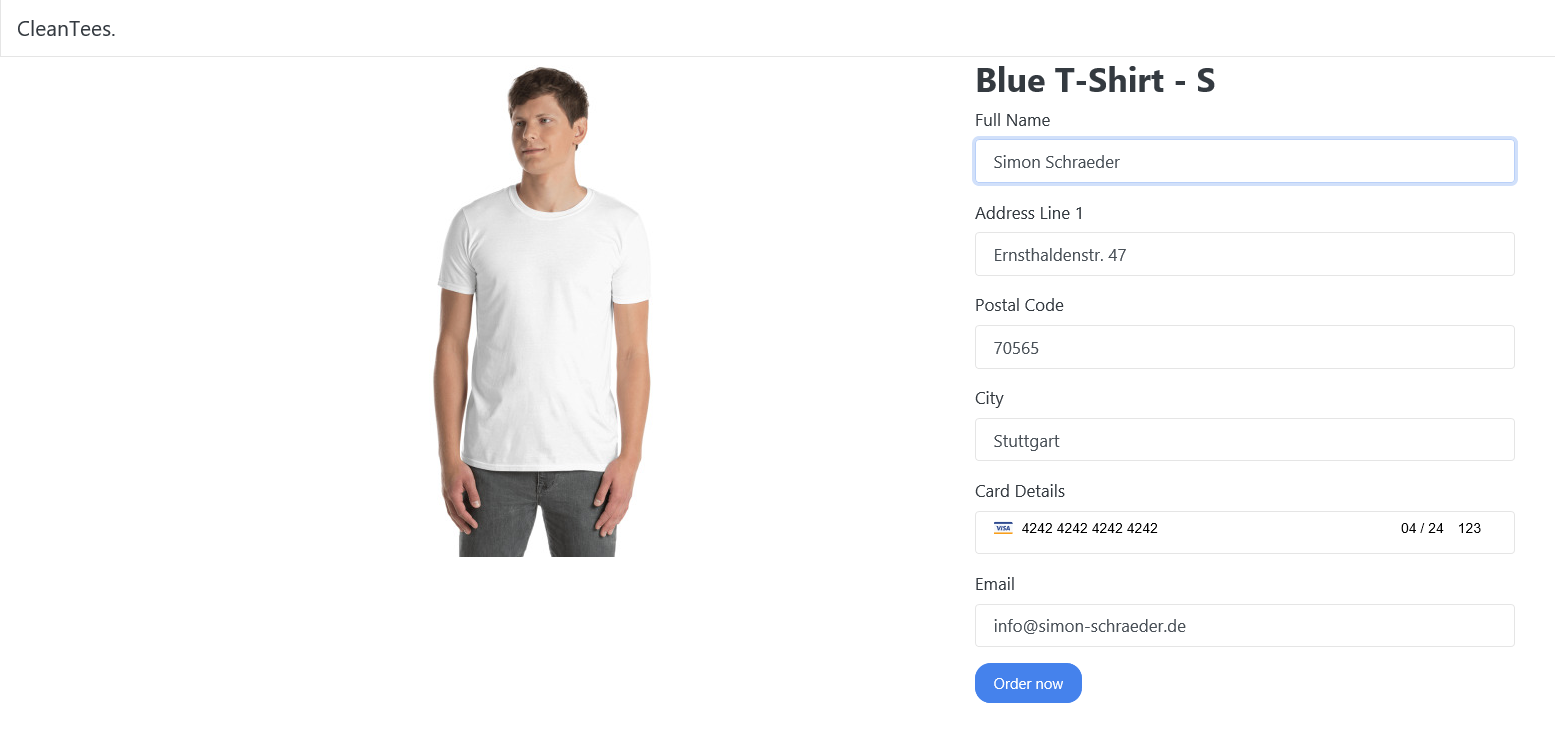 CleanTees.
Blue T-Shirt - S
Full Name
Simon Schraeder
Address Line 1
Ernsthaldenstr. 47
Postal Code
70565
City
Stuttgart
Card Details
VISA 4242 4242 4242 4242 04 / 24 123
Email
info@simon-schraeder.de
Order now